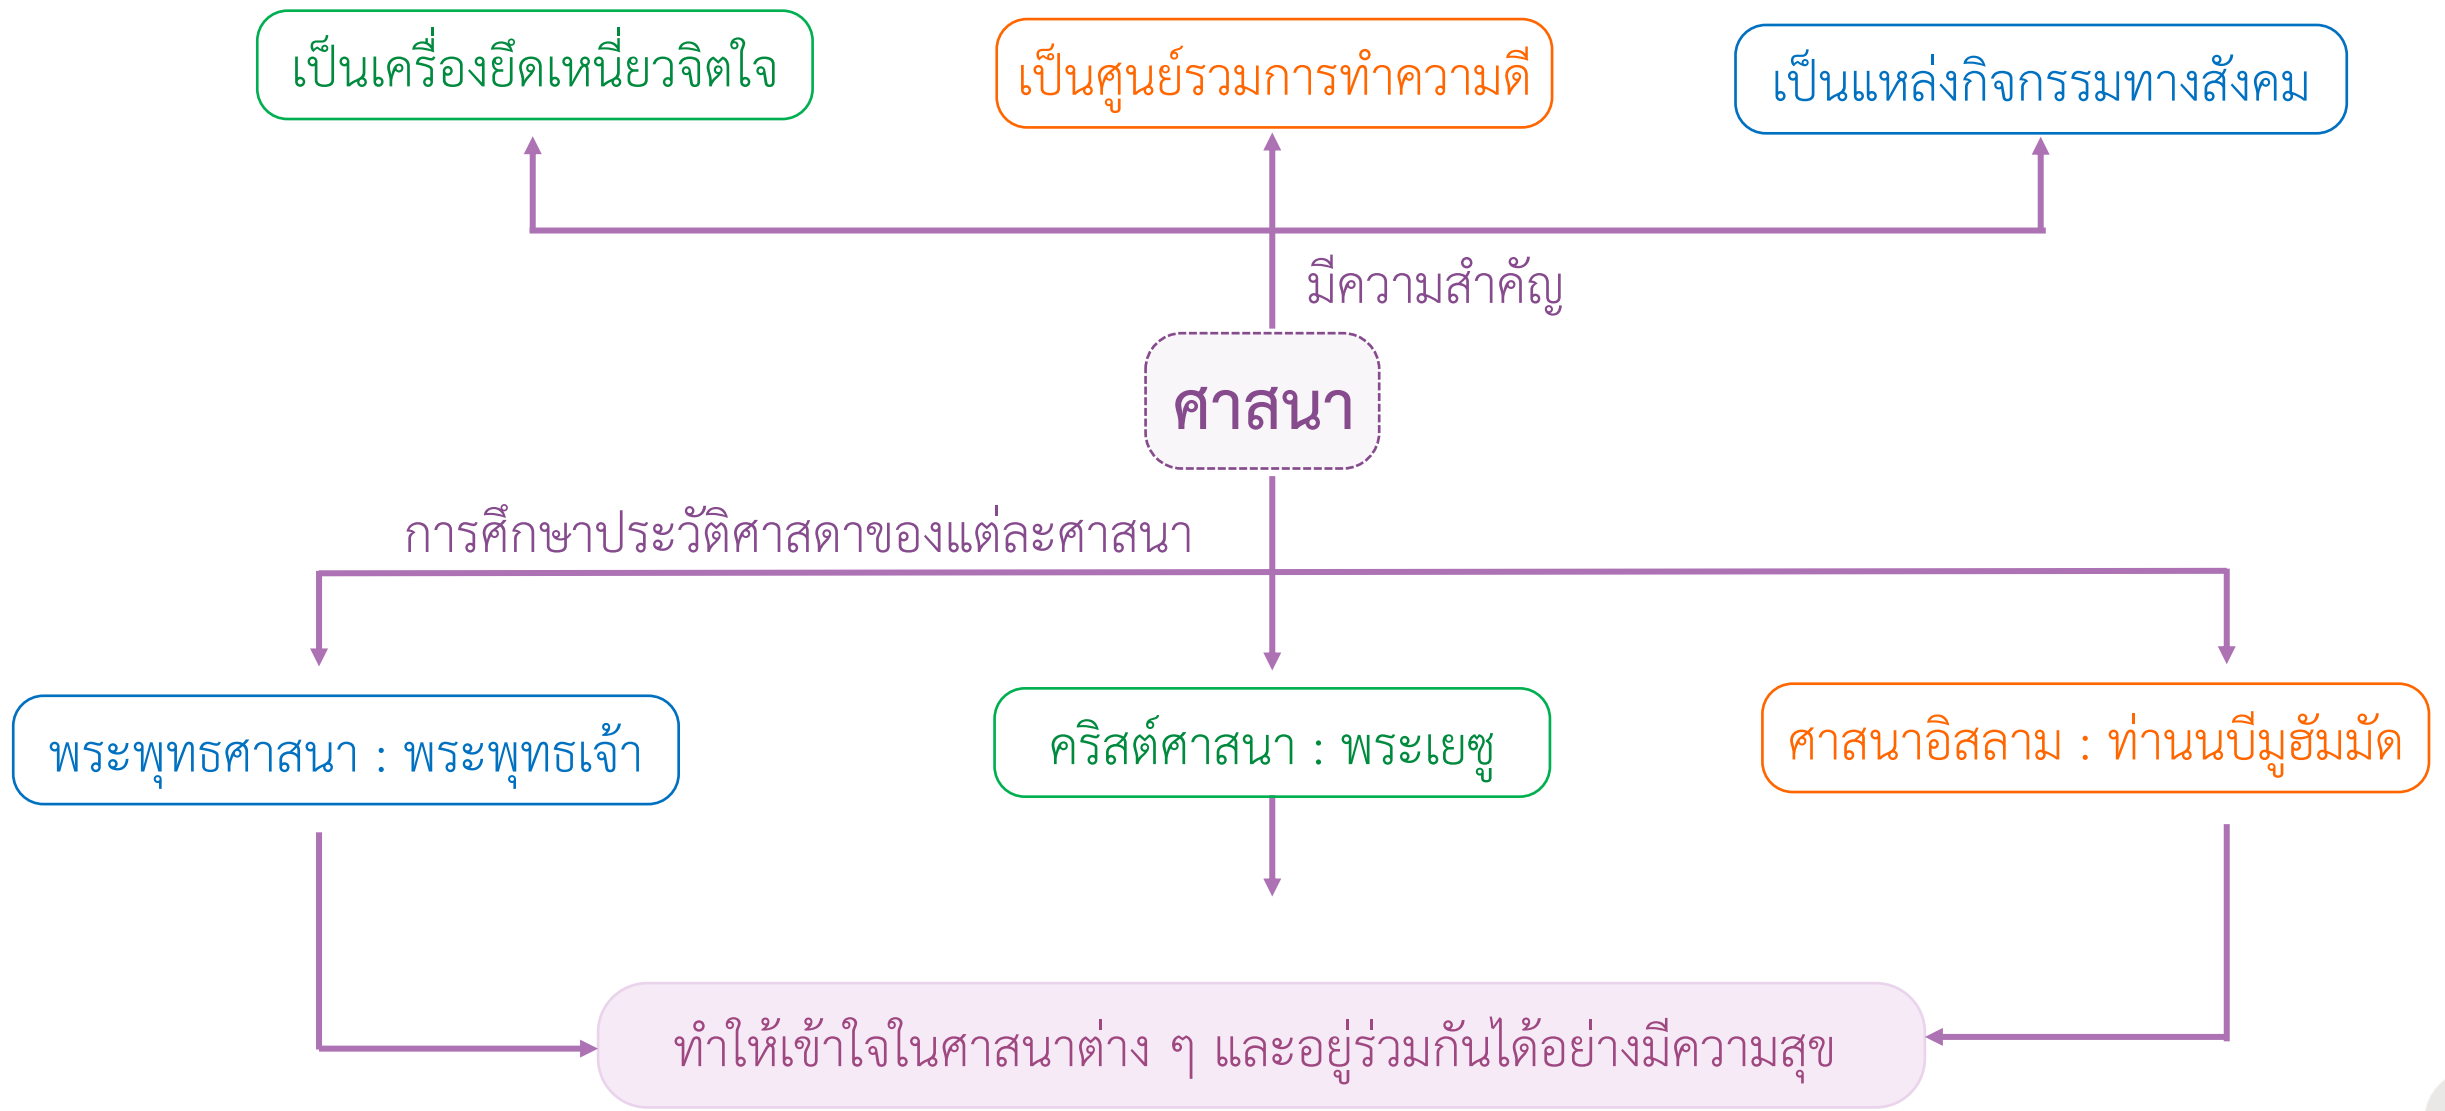 เป็นเครื่องยึดเหนี่ยวจิตใจ
เป็นศูนย์รวมการทำความดี
เป็นแหล่งกิจกรรมทางสังคม
มีความสำคัญ
ศาสนา
การศึกษาประวัติศาสดาของแต่ละศาสนา
พระพุทธศาสนา : พระพุทธเจ้า
คริสต์ศาสนา : พระเยซู
ศาสนาอิสลาม : ท่านนบีมูฮัมมัด
ทำให้เข้าใจในศาสนาต่าง ๆ และอยู่ร่วมกันได้อย่างมีความสุข